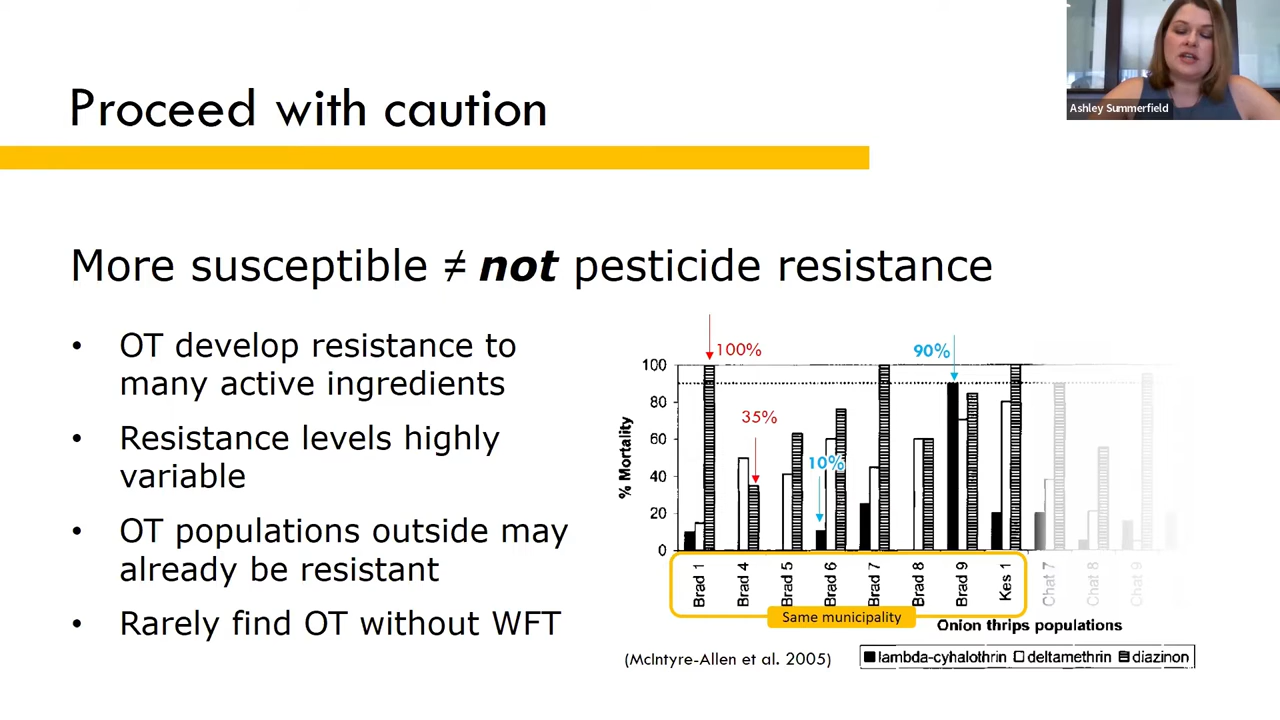 Ashley Summerfield
Proceed with caution
More susceptible ≠ not pesticide resistance
• OT develop resistance to
many active ingredients
• Resistance levels highly
variable
• OT populations outside may
already be resistant
• Rarely find OT without WFT
% Mortality
100
80
60
40
20
0
100%
35%
10%
90%
Brad 1
Brad 4
Brad 5
Brad 6
Brad 7
Brad 8
Brad 9
Kes 1
Chat 7
Chat 8
Chat 9
Same municipality
Onion thrips populations
(McIntyre-Allen et al. 2005)
lambda-cyhalothrin deltamethrin diazinon